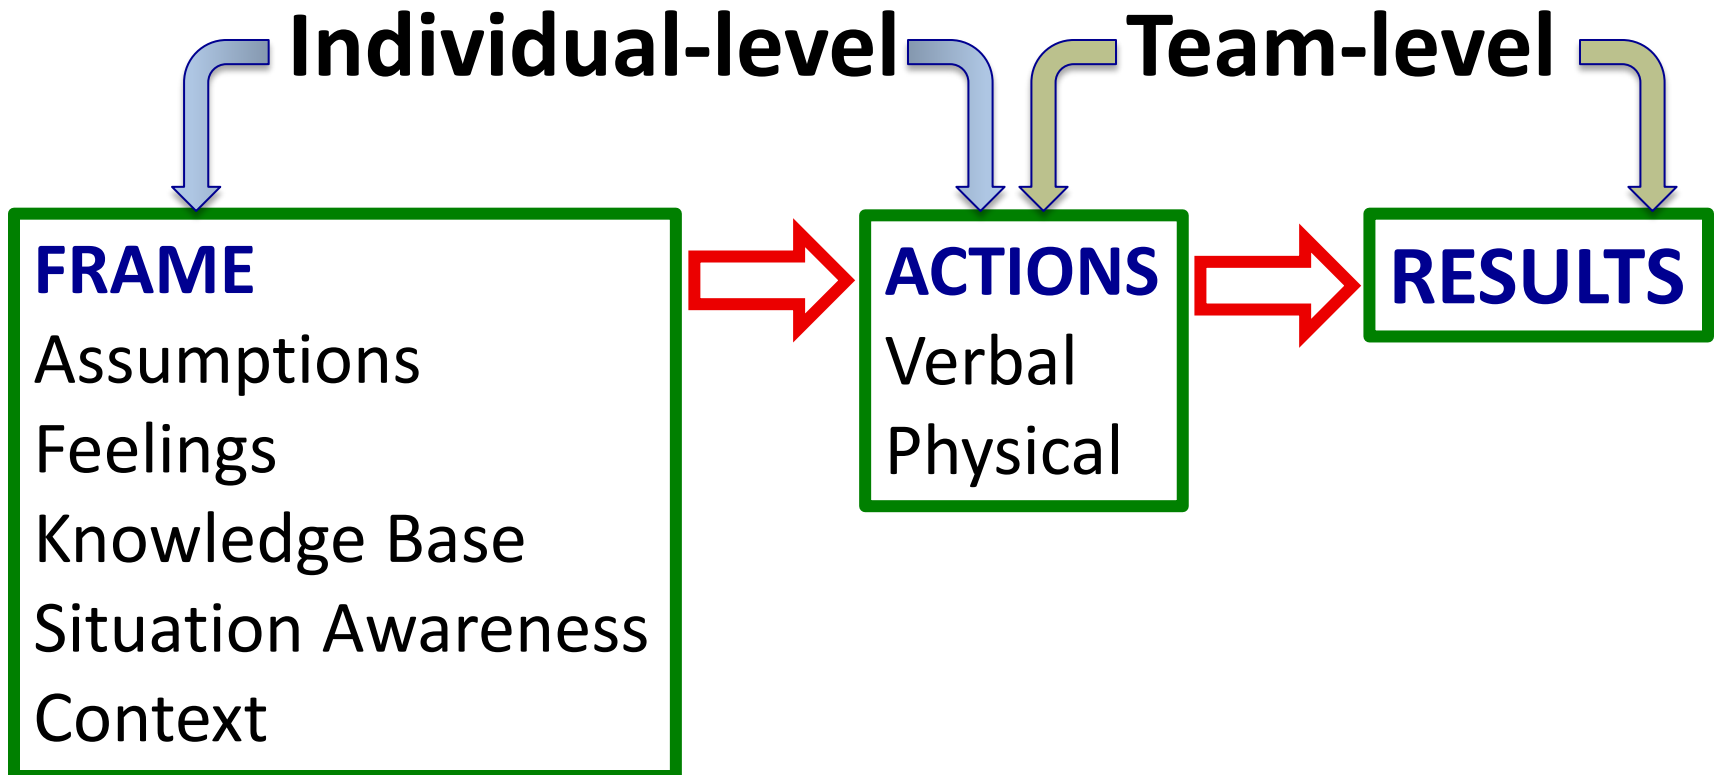 Individual-level
Team-level
FRAME
Assumptions
Feelings
Knowledge Base
Situation Awareness
Context
ACTIONS
Verbal
Physical
RESULTS